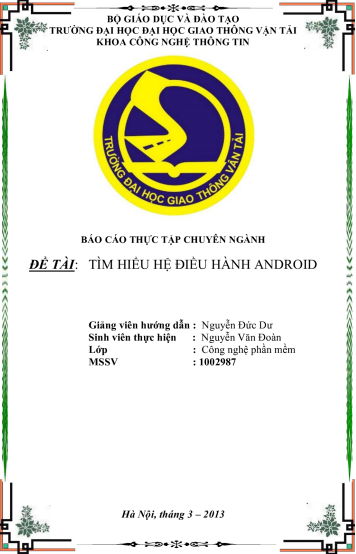 BỘ GIÁO DỤC VÀ ĐÀO TẠO
TRƯỜNG ĐẠI HỌC ĐẠI HỌC GIAO THÔNG VẬN TẢI
KHOA CÔNG NGHỆ THÔNG TIN
TRƯỜNG ĐẠI HỌC GIAO THÔNG VẬN TẢI
BÁO CÁO THỰC TẬP CHUYÊN NGÀNH
ĐỀ TÀI: TÌM HIỂU HỆ ĐIỀU HÀNH ANDROID
Giảng viên hướng dẫn : Nguyễn Đức Dư
Sinh viên thực hiện : Nguyễn Văn Đoàn
Lớp : Công nghệ phần mềm
MSSV : 1002987
Hà Nội, tháng 3 – 2013